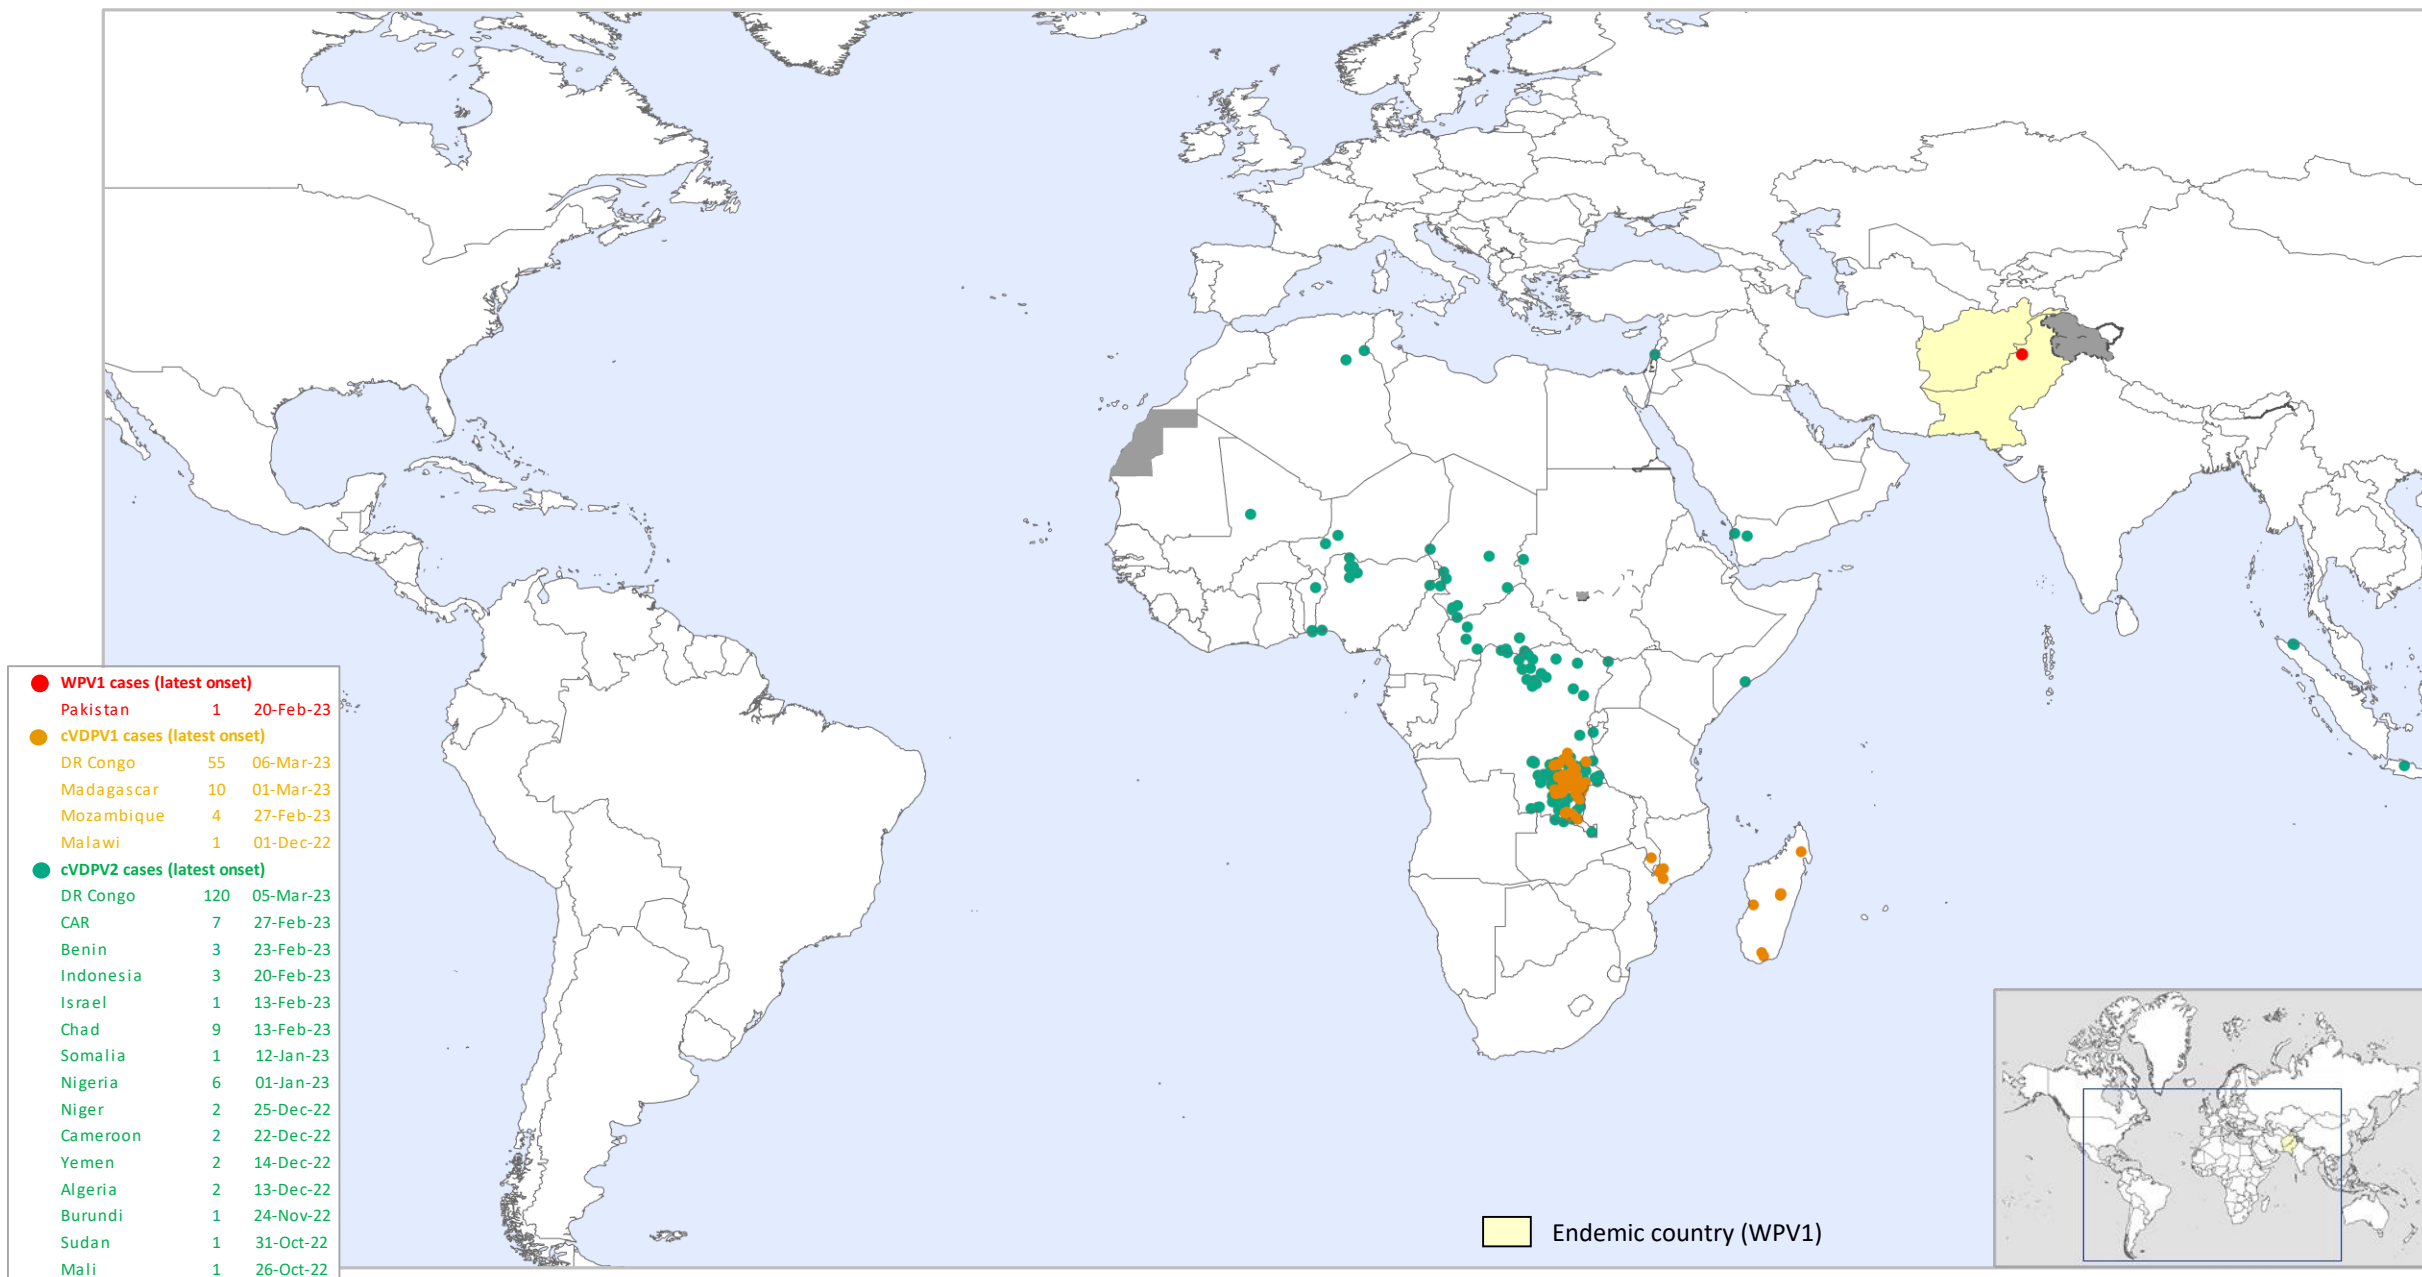 WPV1 cases (latest onset)
Pakistan 1 20-Feb-23
cVDPV1 cases (latest onset)
DR Congo 55 06-Mar-23
Madagascar 10 01-Mar-23
Mozambique 4 27-Feb-23
Malawi 1 01-Dec-22
cVDPV2 cases (latest onset)
DR Congo 120 05-Mar-23
CAR 7 27-Feb-23
Benin 3 23-Feb-23
Indonesia 3 20-Feb-23
Israel 1 13-Feb-23
Chad 9 13-Feb-23
Somalia 1 12-Jan-23
Nigeria 6 01-Jan-23
Niger 2 25-Dec-22
Cameroon 2 22-Dec-22
Yemen 2 14-Dec-22
Algeria 2 13-Dec-22
Burundi 1 24-Nov-22
Sudan 1 31-Oct-22
Mali 1 26-Oct-22
Endemic country (WPV1)